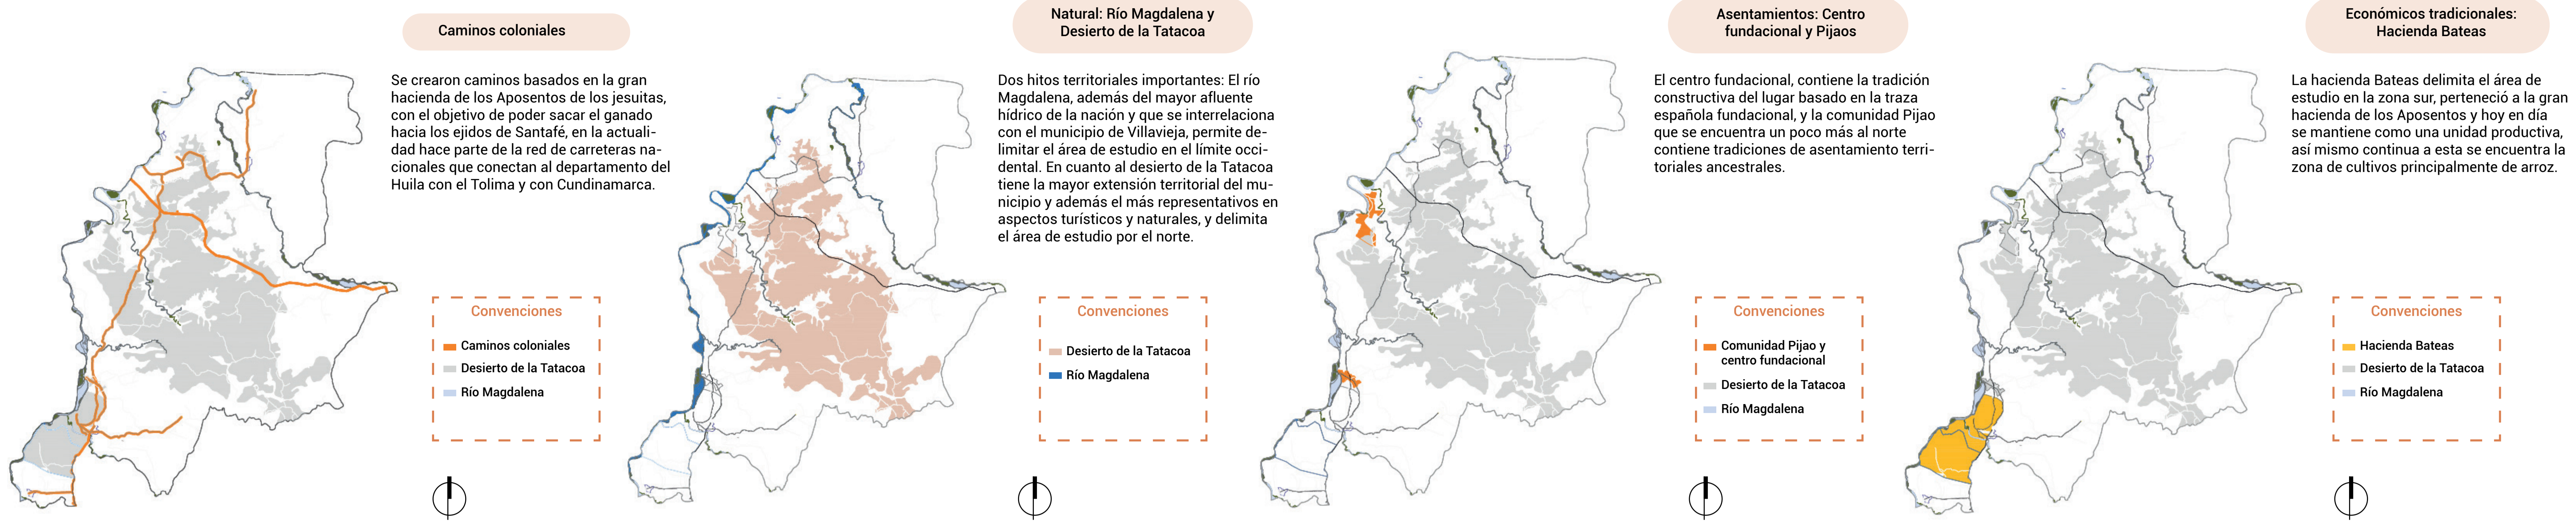 Caminos coloniales
Se crearon caminos basados en la gran
hacienda de los Aposentos de los jesuitas,
con el objetivo de poder sacar el ganado
hacia los ejidos de Santafé, en la actuali-
dad hace parte de la red de carreteras na-
cionales que conectan al departamento del
Huila con el Tolima y con Cundinamarca.
Convenciones
Caminos coloniales
Desierto de la Tatacoa
Río Magdalena
Natural: Río Magdalena y
Desierto de la Tatacoa
Dos hitos territoriales importantes: El río
Magdalena, además del mayor afluente
hídrico de la nación y que se interrelaciona
con el municipio de Villavieja, permite de-
limitar el área de estudio en el límite occi-
dental. En cuanto al desierto de la Tatacoa
tiene la mayor extensión territorial del mu-
nicipio y además el más representativos en
aspectos turísticos y naturales, y delimita
el área de estudio por el norte.
Convenciones
Desierto de la Tatacoa
Río Magdalena
Asentamientos: Centro
fundacional y Pijaos
El centro fundacional, contiene la tradición
constructiva del lugar basado en la traza
española fundacional, y la comunidad Pijao
que se encuentra un poco más al norte
contiene tradiciones de asentamiento terri-
toriales ancestrales.
Convenciones
Comunidad Pijao y
centro fundacional
Desierto de la Tatacoa
Río Magdalena
Económicos tradicionales:
Hacienda Bateas
La hacienda Bateas delimita el área de
estudio en la zona sur, perteneció a la gran
hacienda de los Aposentos y hoy en día
se mantiene como una unidad productiva,
así mismo continua a esta se encuentra la
zona de cultivos principalmente de arroz.
Convenciones
Hacienda Bateas
Desierto de la Tatacoa
Río Magdalena